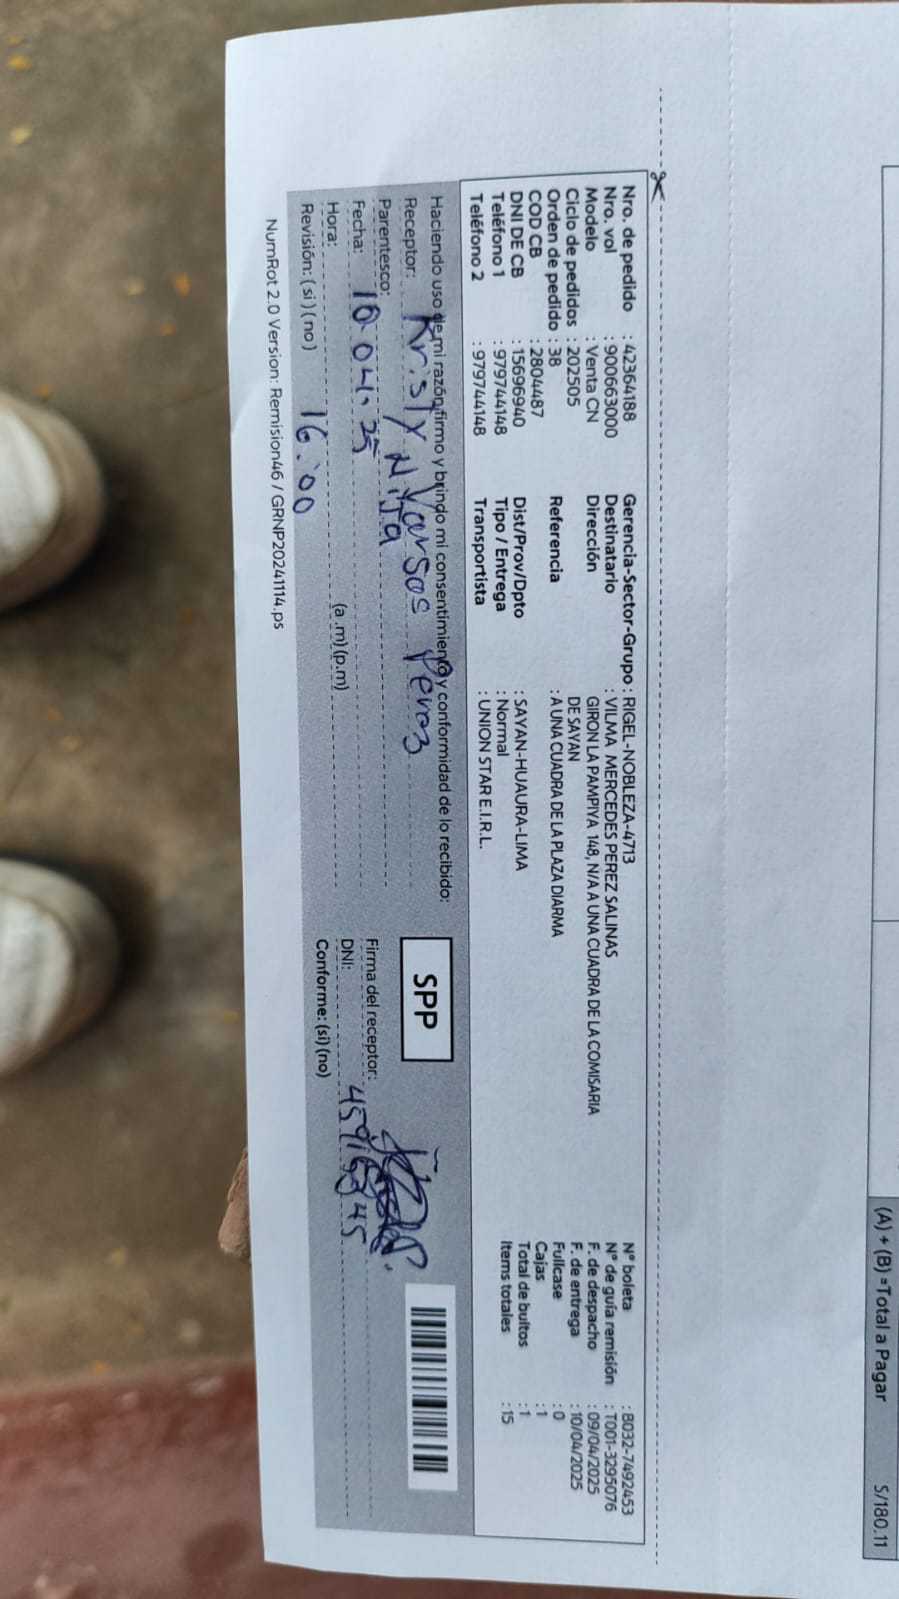 (A) + (B) =Total a Pagar S/180.11
Nro. de pedido : 42364188 Gerencia-Sector-Grupo : RIGEL-NOBLEZA-4713 N° boleta : B032-7492453
Nro. vol : 900663000 Destinatario : VILMA MERCEDES PEREZ SALINAS N° de guía remisión : T001-3295076
Modelo : Venta CN Dirección GIRON LA PAMPIYA 148, N/A A UNA CUADRA DE LA COMISARIA F. de despacho : 09/04/2025
Ciclo de pedidos : 202505 DE SAYAN F. de entrega : 10/04/2025
Orden de pedido : 38 Referencia : A UNA CUADRA DE LA PLAZA DIARMA Fullcase : 0
COD CB : 2804487 Cajas : 1
DNI DE CB : 15696940 Dist/Prov/Dpto : SAYAN-HUAURA-LIMA Total de bultos : 1
Teléfono 1 : 979744148 Tipo / Entrega : Normal Items totales : 15
Teléfono 2 : 979744148 Transportista : UNION STAR E.I.R.L.
Haciendo uso de mi razón firmo y brindo mi consentimiento y conformidad de lo recibido:
SPP
Receptor: Kristy Perez
Parentesco: Hija
Firma del receptor:
Fecha: 10 04. 25
DNI:
Hora: (a .m) (p.m)
Conforme: (si) (no)
Revisión: (si) (no) 16:00
NumRot 2.0 Version: Remision46 / GRNP20241114.ps